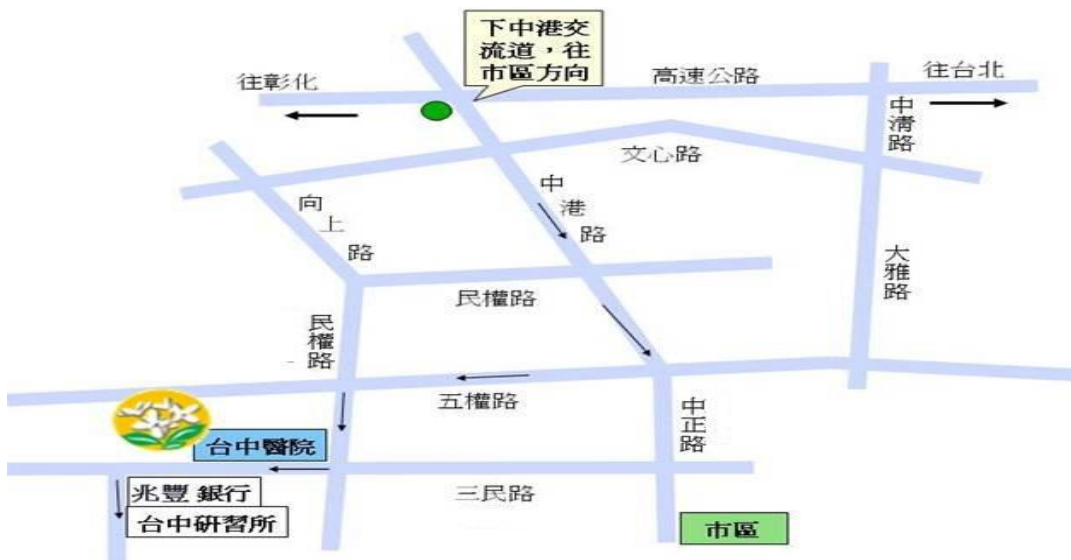 下中港交
流道，往
市區方向
往彰化
高速公路
往台北
中清路
文心路
中港路
向上路
大雅路
民權路
民權路
五權路
中正路
台中醫院
兆豐 銀行
三民路
台中研習所
市區